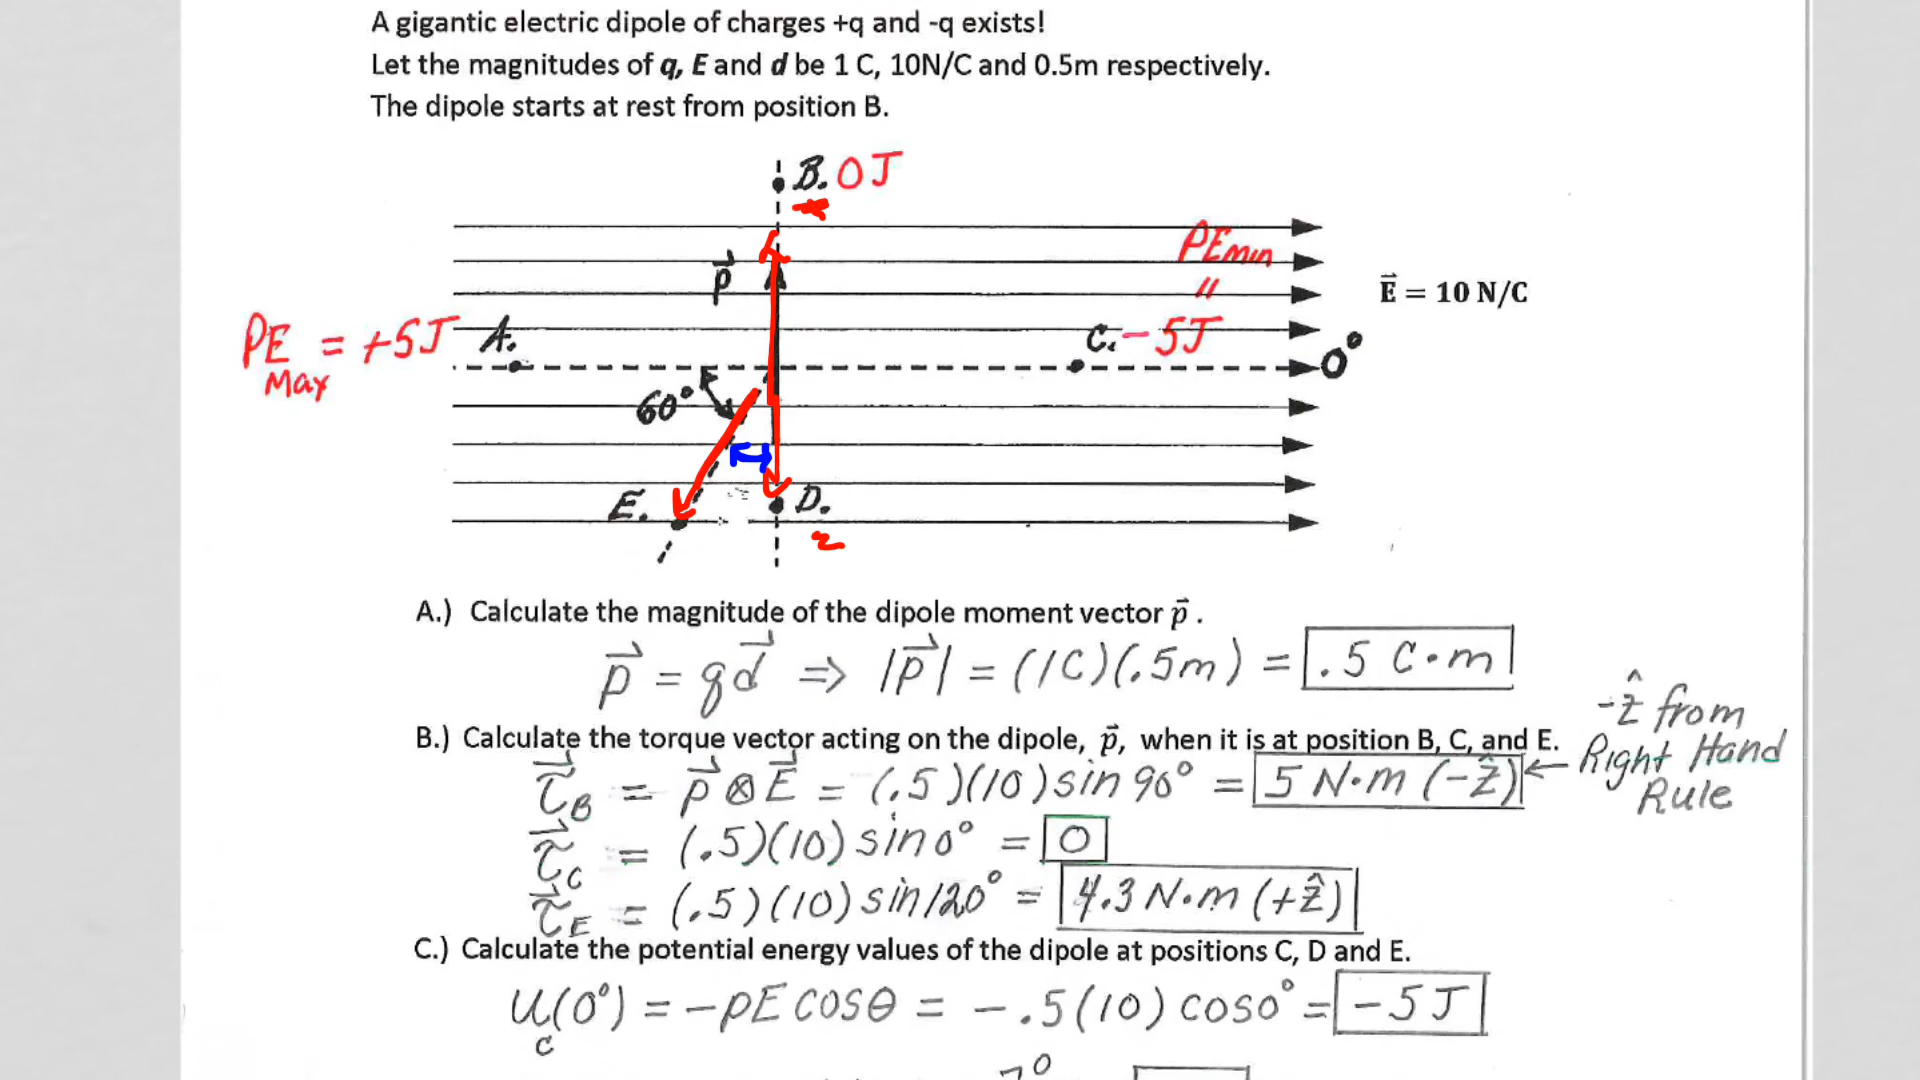 A gigantic electric dipole of charges +q and -q exists!
Let the magnitudes of q, E and d be 1 C, 10N/C and 0.5m respectively.
The dipole starts at rest from position B.
B. 0J
PEmin
p⃗
"
E⃗ = 10 N/C
PE Max = +5J A.
C. -5J
0°
60°
E.
D.
A.) Calculate the magnitude of the dipole moment vector p⃗ .
p⃗ = qd⃗ ⇒ |p⃗| = (1C)(.5m) = .5 C·m
-ẑ from
Right Hand
Rule
B.) Calculate the torque vector acting on the dipole, p⃗, when it is at position B, C, and E.
τ⃗B = p⃗ ⊗ E⃗ = (.5)(10) sin 90° = 5 N·m (-ẑ) ←
τ⃗C = (.5)(10) sin 0° = 0
τ⃗E = (.5)(10) sin 120° = 4.3 N·m (+ẑ)
C.) Calculate the potential energy values of the dipole at positions C, D and E.
U(0°) = -pE cosθ = -.5(10) cos0° = -5 J
C